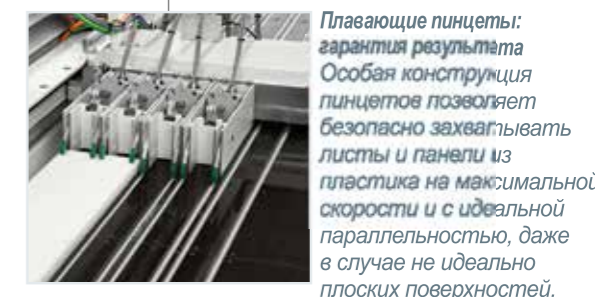 Плавающие пинцеты:
гарантия результата
Особая конструкция
пинцетов позволяет
безопасно захватывать
листы и панели из
пластика на максимальной
скорости и с идеальной
параллельностью, даже
в случае не идеально
плоских поверхностей.